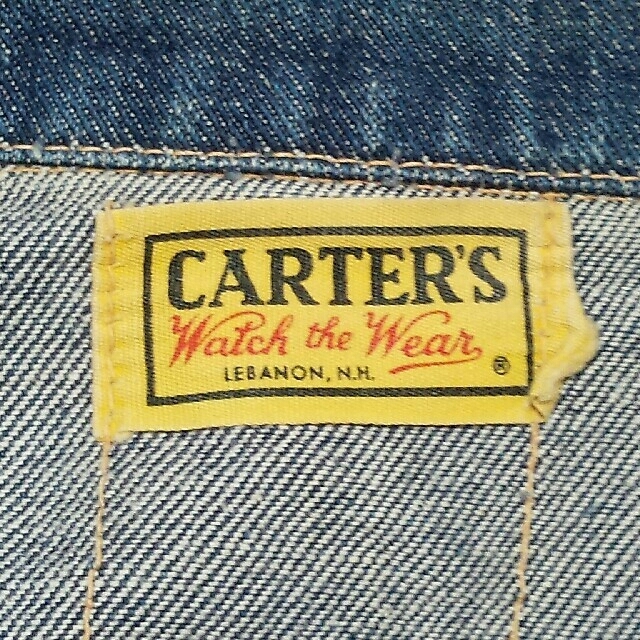 CARTER'S
Watch the Wear
LEBANON, N.H. ®